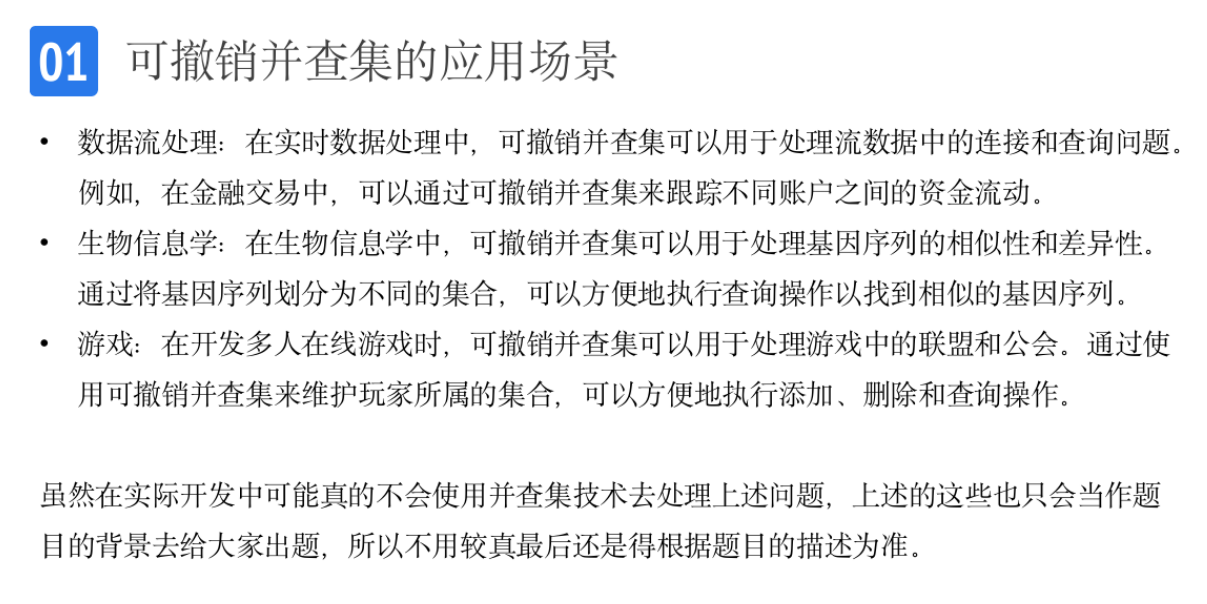 01 可撤销并查集的应用场景
• 数据流处理：在实时数据处理中，可撤销并查集可以用于处理流数据中的连接和查询问题。
例如，在金融交易中，可以通过可撤销并查集来跟踪不同账户之间的资金流动。
• 生物信息学：在生物信息学中，可撤销并查集可以用于处理基因序列的相似性和差异性。
通过将基因序列划分为不同的集合，可以方便地执行查询操作以找到相似的基因序列。
• 游戏：在开发多人在线游戏时，可撤销并查集可以用于处理游戏中的联盟和公会。通过使
用可撤销并查集来维护玩家所属的集合，可以方便地执行添加、删除和查询操作。
虽然在实际开发中可能真的不会使用并查集技术去处理上述问题，上述的这些也只会当作题
目的背景去给大家出题，所以不用较真最后还是得根据题目的描述为准。